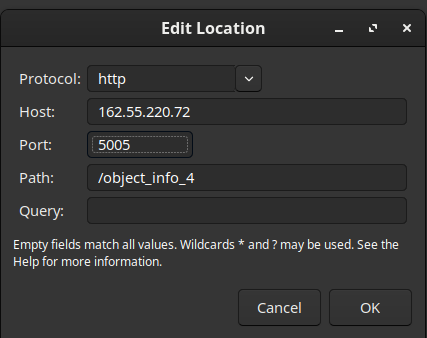 Edit Location
Protocol: http
Host: 162.55.220.72
Port: 5005
Path: /object_info_4
Query:
Empty fields match all values. Wildcards * and ? may be used. See the
Help for more information.
Cancel OK